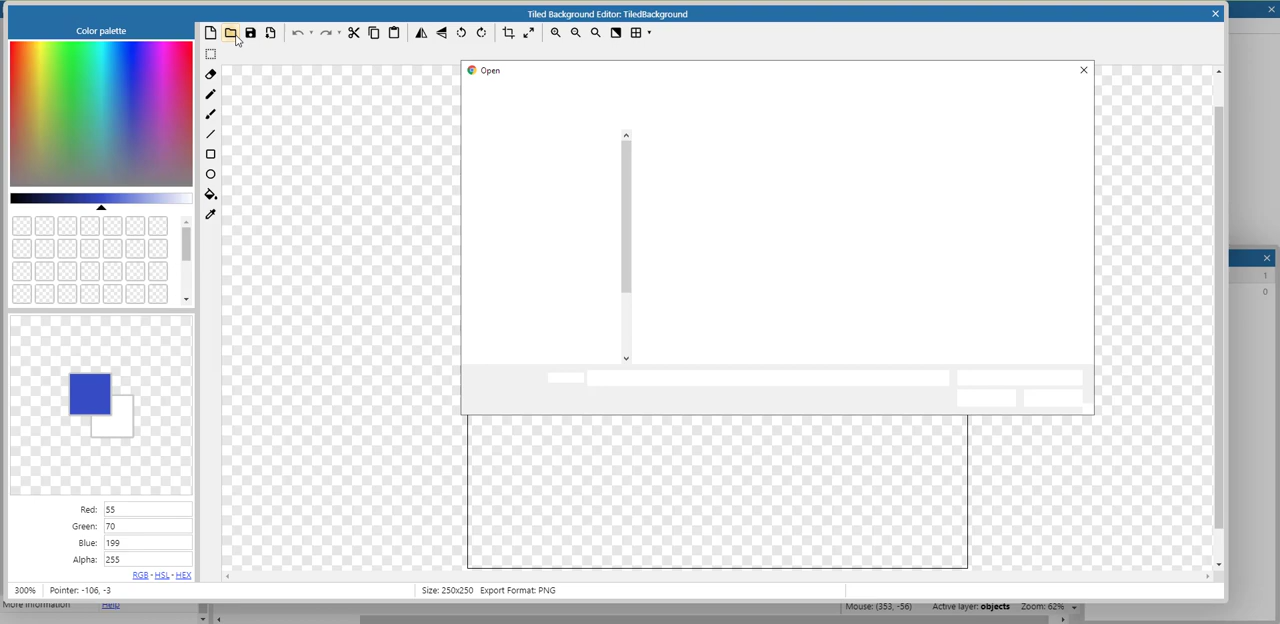 Tiled Background Editor: TiledBackground
Color palette
Open
1
0
Red: 55
Green: 70
Blue: 199
Alpha: 255
RGB - HSL - HEX
300% Pointer: -106, -3 Size: 250x250 Export Format: PNG
More information Help Mouse: (353, -56) Active layer: objects Zoom: 62%